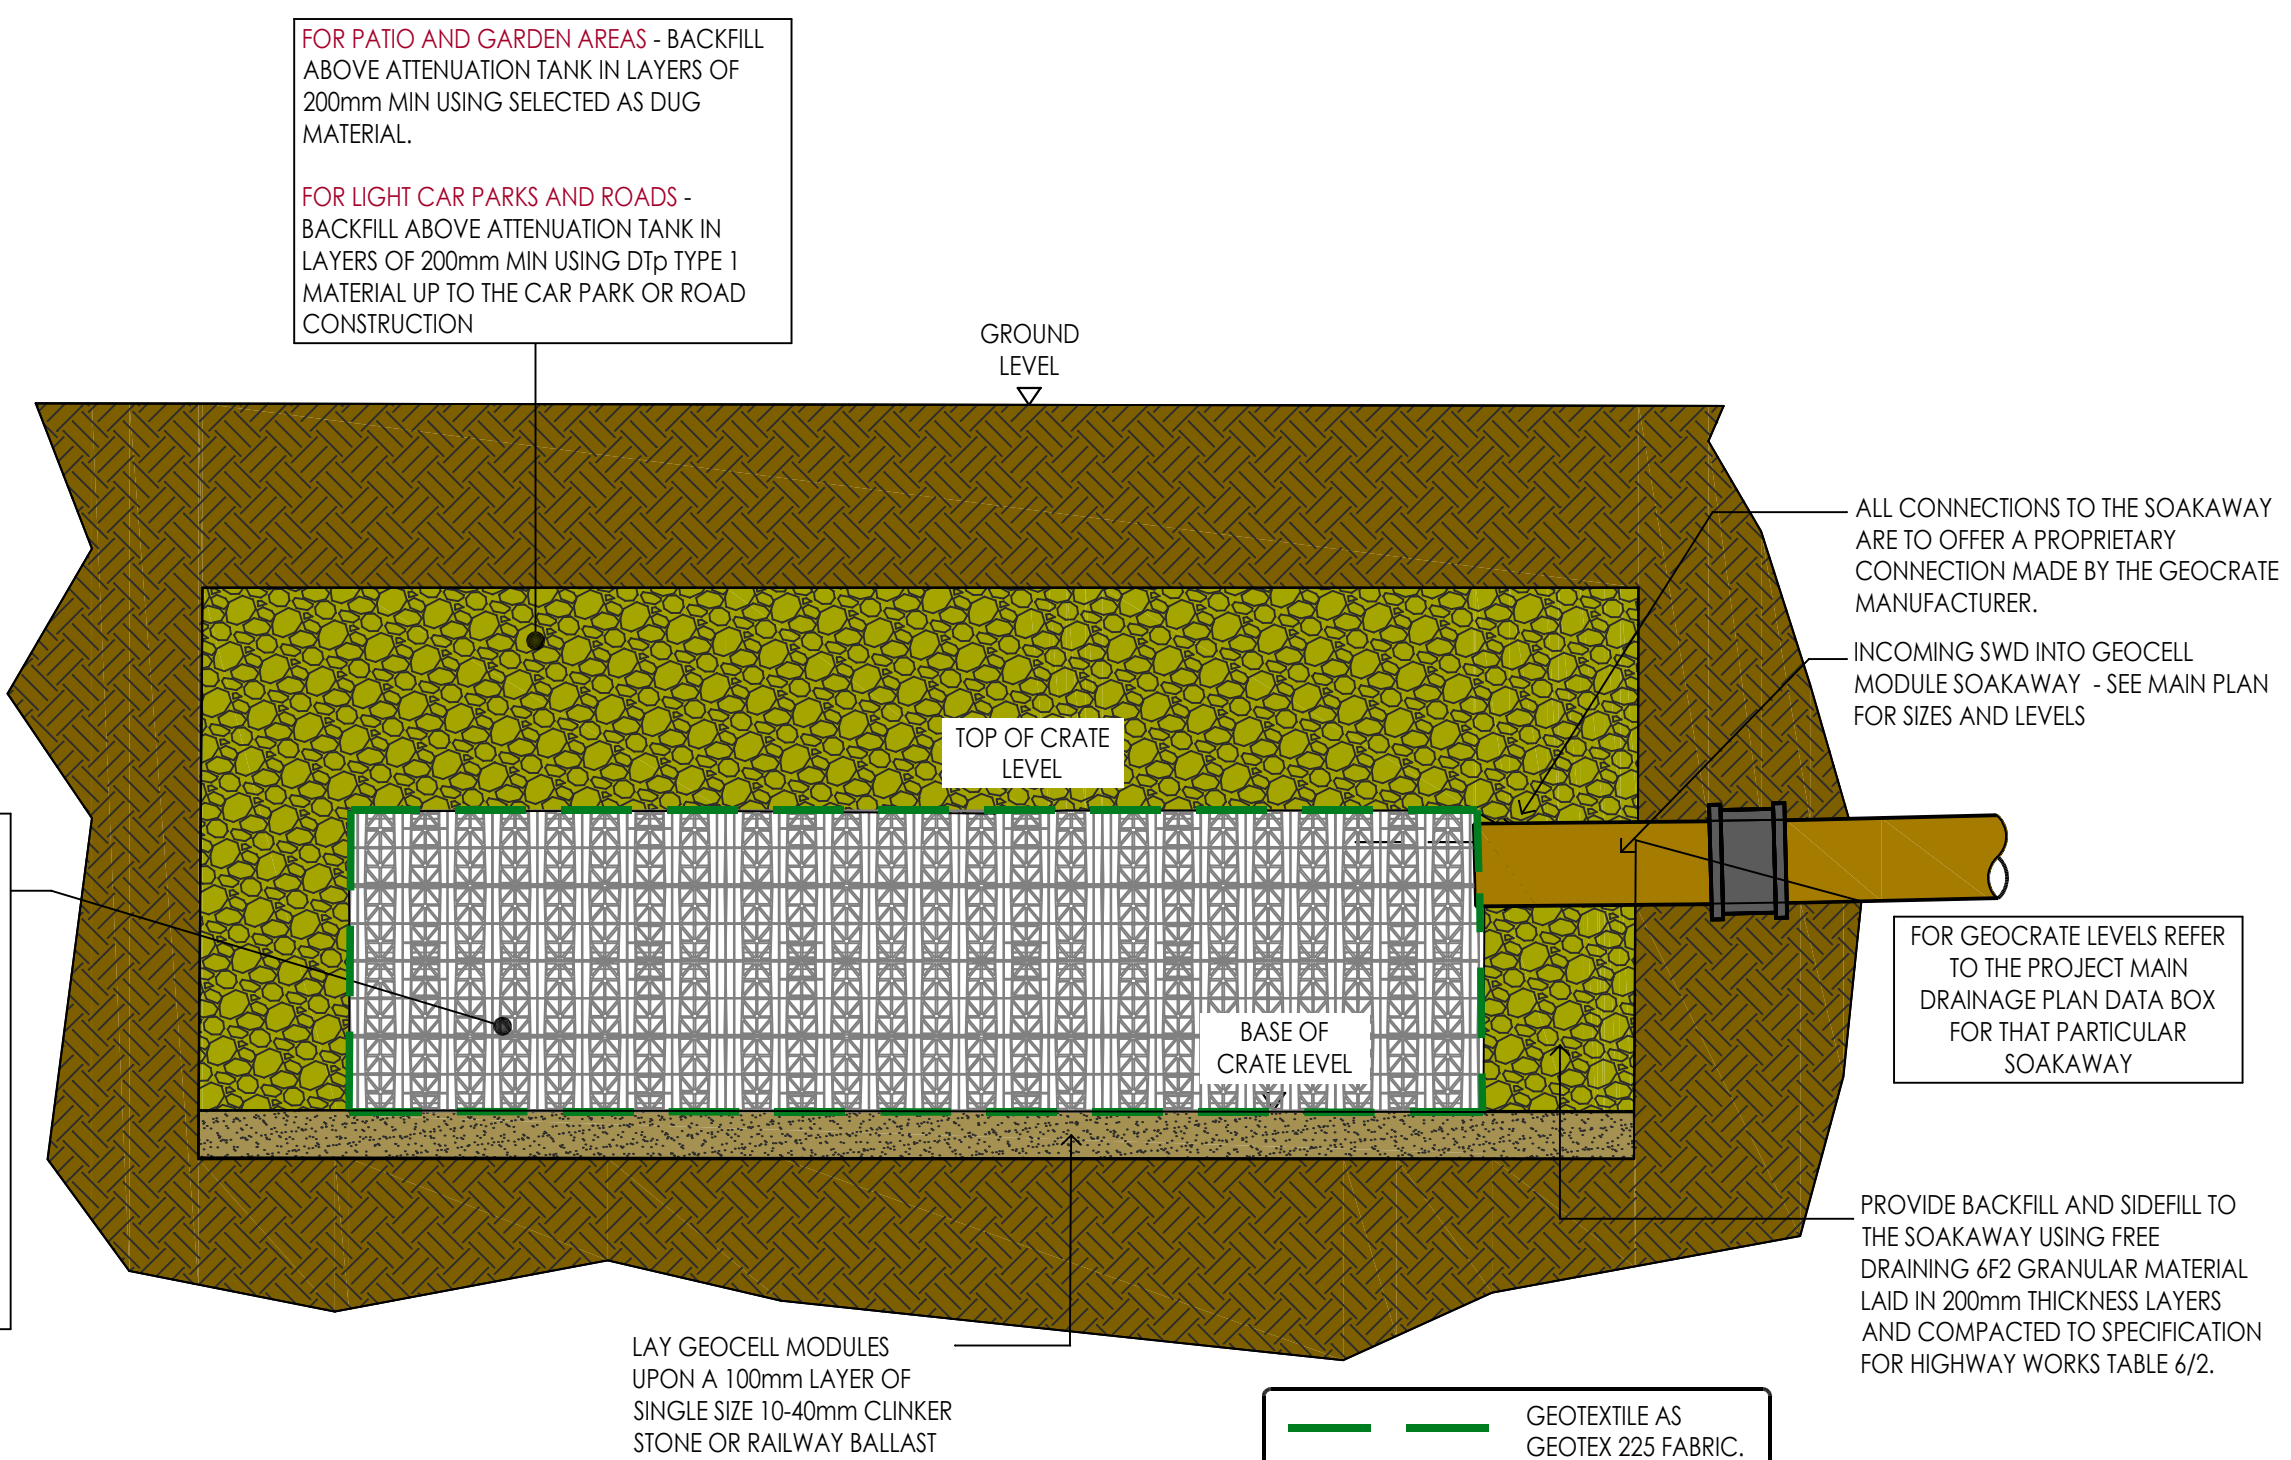 FOR PATIO AND GARDEN AREAS - BACKFILL
ABOVE ATTENUATION TANK IN LAYERS OF
200mm MIN USING SELECTED AS DUG
MATERIAL.
FOR LIGHT CAR PARKS AND ROADS -
BACKFILL ABOVE ATTENUATION TANK IN
LAYERS OF 200mm MIN USING DTp TYPE 1
MATERIAL UP TO THE CAR PARK OR ROAD
CONSTRUCTION
GROUND
LEVEL
ALL CONNECTIONS TO THE SOAKAWAY
ARE TO OFFER A PROPRIETARY
CONNECTION MADE BY THE GEOCRATE
MANUFACTURER.
INCOMING SWD INTO GEOCELL
MODULE SOAKAWAY - SEE MAIN PLAN
FOR SIZES AND LEVELS
TOP OF CRATE
LEVEL
FOR GEOCRATE LEVELS REFER
TO THE PROJECT MAIN
DRAINAGE PLAN DATA BOX
FOR THAT PARTICULAR
SOAKAWAY
BASE OF
CRATE LEVEL
PROVIDE BACKFILL AND SIDEFILL TO
THE SOAKAWAY USING FREE
DRAINING 6F2 GRANULAR MATERIAL
LAID IN 200mm THICKNESS LAYERS
AND COMPACTED TO SPECIFICATION
FOR HIGHWAY WORKS TABLE 6/2.
LAY GEOCELL MODULES
UPON A 100mm LAYER OF
SINGLE SIZE 10-40mm CLINKER
STONE OR RAILWAY BALLAST
GEOTEXTILE AS
GEOTEX 225 FABRIC.